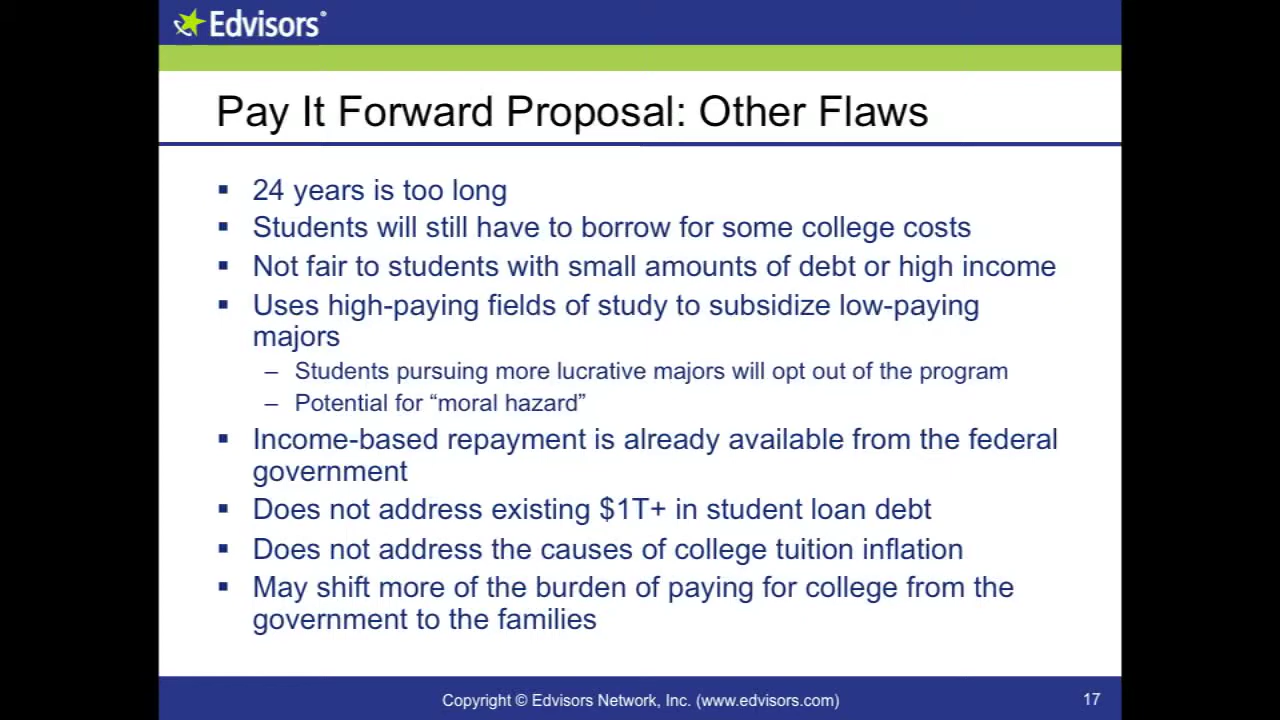 Edvisors®
Pay It Forward Proposal: Other Flaws
▪ 24 years is too long
▪ Students will still have to borrow for some college costs
▪ Not fair to students with small amounts of debt or high income
▪ Uses high-paying fields of study to subsidize low-paying
majors
– Students pursuing more lucrative majors will opt out of the program
– Potential for “moral hazard”
▪ Income-based repayment is already available from the federal
government
▪ Does not address existing $1T+ in student loan debt
▪ Does not address the causes of college tuition inflation
▪ May shift more of the burden of paying for college from the
government to the families
Copyright © Edvisors Network, Inc. (www.edvisors.com)
17